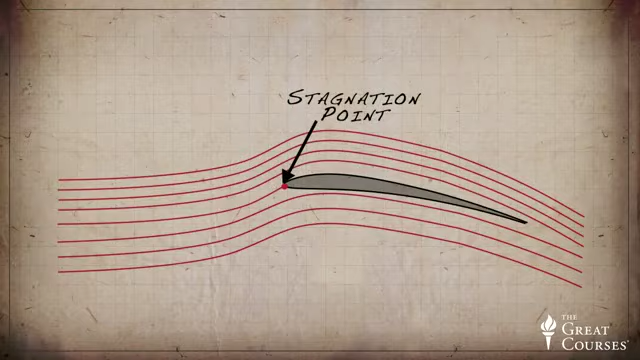 STAGNATION
POINT
THE
GREAT
COURSES